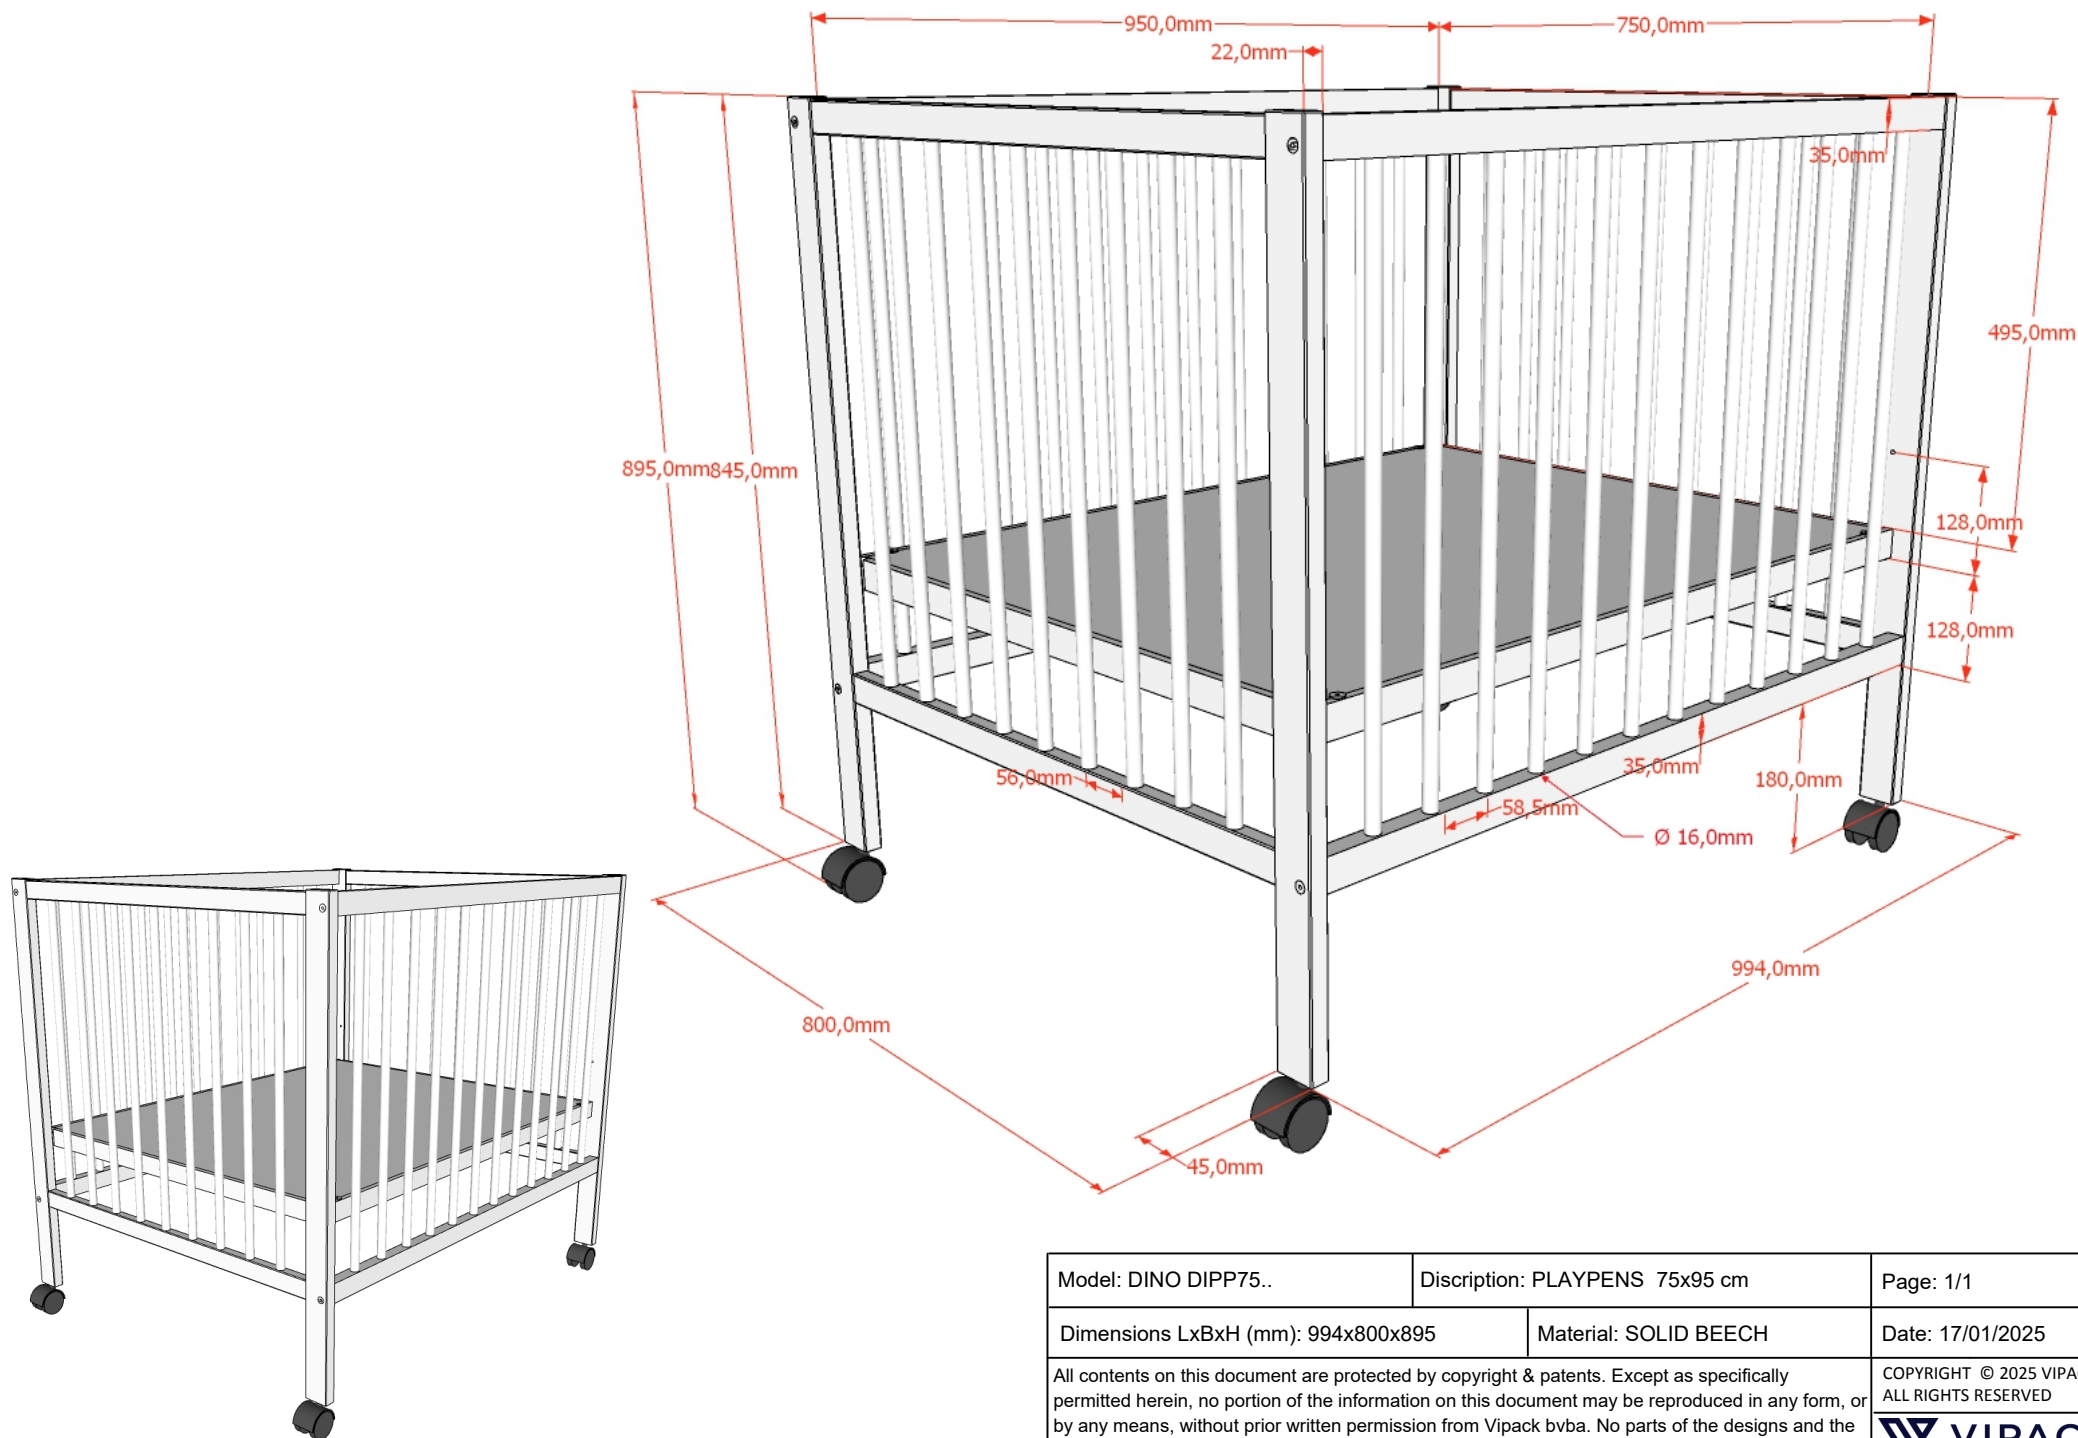 950,0mm
750,0mm
22,0mm
35,0mm
495,0mm
895,0mm
845,0mm
128,0mm
128,0mm
56,0mm
35,0mm
180,0mm
58,5mm
Ø 16,0mm
994,0mm
800,0mm
45,0mm
Model: DINO DIPP75..
Discription: PLAYPENS 75x95 cm
Page: 1/1
Dimensions LxBxH (mm): 994x800x895
Material: SOLID BEECH
Date: 17/01/2025
All contents on this document are protected by copyright & patents. Except as specifically
permitted herein, no portion of the information on this document may be reproduced in any form, or
by any means, without prior written permission from Vipack bvba. No parts of the designs and the
COPYRIGHT © 2025 VIPAC
ALL RIGHTS RESERVED
VIPAC